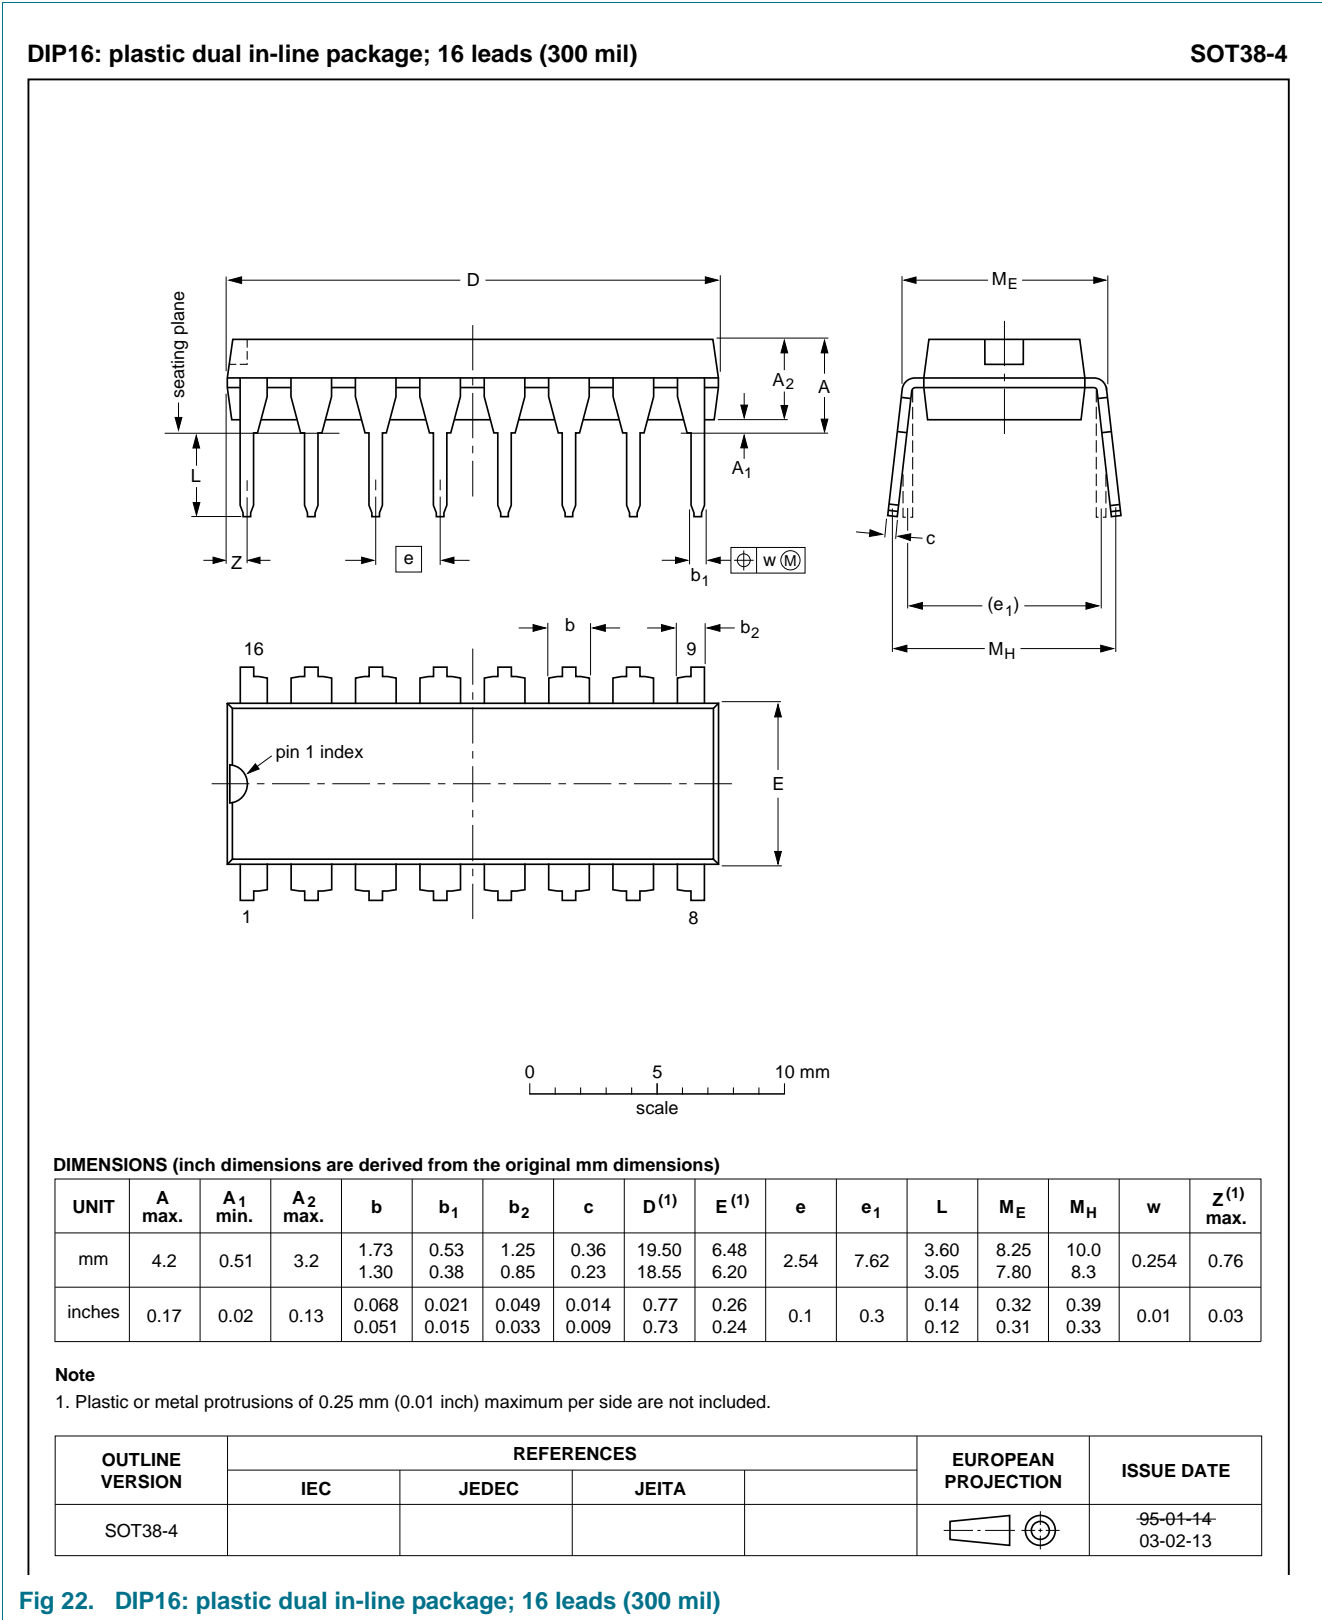 DIP16: plastic dual in-line package; 16 leads (300 mil) SOT38-4
D
ME
seating plane
A2 A
A1
L
Z e b1 w M
c
(e1)
MH
b b2
16 9
pin 1 index
E
1 8
0 5 10 mm
scale
DIMENSIONS (inch dimensions are derived from the original mm dimensions)
UNIT A max. A1 min. A2 max. b b1 b2 c D(1) E(1) e e1 L ME MH w Z(1) max.
mm 4.2 0.51 3.2 1.73 1.30 0.53 0.38 1.25 0.85 0.36 0.23 19.50 18.55 6.48 6.20 2.54 7.62 3.60 3.05 8.25 7.80 10.0 8.3 0.254 0.76
inches 0.17 0.02 0.13 0.068 0.051 0.021 0.015 0.049 0.033 0.014 0.009 0.77 0.73 0.26 0.24 0.1 0.3 0.14 0.12 0.32 0.31 0.39 0.33 0.01 0.03
Note
1. Plastic or metal protrusions of 0.25 mm (0.01 inch) maximum per side are not included.
OUTLINE VERSION REFERENCES EUROPEAN PROJECTION ISSUE DATE
IEC JEDEC JEITA
SOT38-4 95-01-14
03-02-13
Fig 22. DIP16: plastic dual in-line package; 16 leads (300 mil)